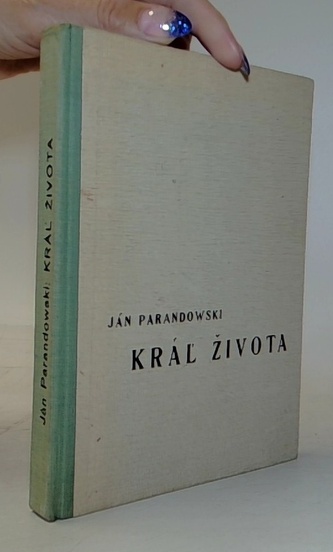 Ján Parandowski: KRÁĽ ŽIVOTA
JÁN PARANDOWSKI
KRÁĽ ŽIVOTA